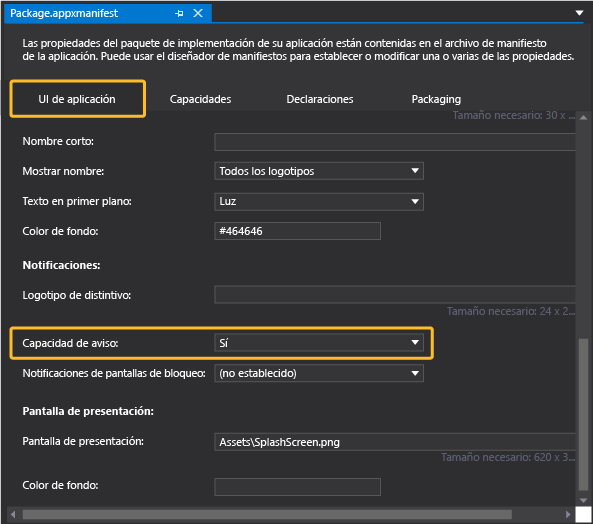 Package.appxmanifest
Las propiedades del paquete de implementación de su aplicación están contenidas en el archivo de manifiesto
de la aplicación. Puede usar el diseñador de manifiestos para establecer o modificar una o varias de las propiedades.
UI de aplicación Capacidades Declaraciones Packaging
Tamaño necesario: 30 x ...
Nombre corto:
Mostrar nombre: Todos los logotipos
Texto en primer plano: Luz
Color de fondo: #464646
Notificaciones:
Logotipo de distintivo:
Tamaño necesario: 24 x 2...
Capacidad de aviso: Sí
Notificaciones de pantallas de bloqueo: (no establecido)
Pantalla de presentación:
Pantalla de presentación: Assets\SplashScreen.png
Tamaño necesario: 620 x 3...
Color de fondo: